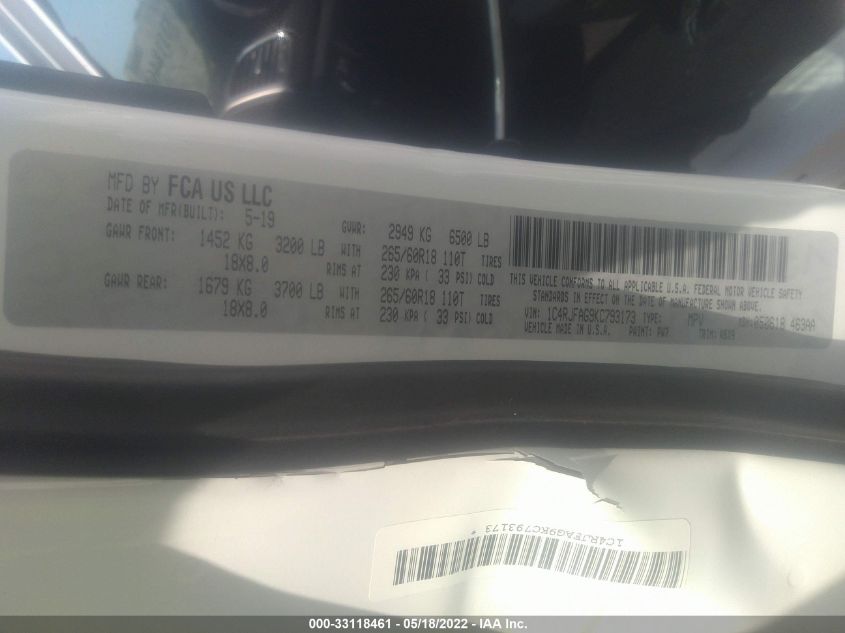 MFD BY FCA US LLC
DATE OF MFR(BUILT): 5-19 GVWR: 2949 KG 6500 LB
GAWR FRONT: 1452 KG 3200 LB WITH 265/60R18 110T TIRES
18X8.0 RIMS AT 230 KPA ( 33 PSI) COLD
GAWR REAR: 1679 KG 3700 LB WITH 265/60R18 110T TIRES
18X8.0 RIMS AT 230 KPA ( 33 PSI) COLD
THIS VEHICLE CONFORMS TO ALL APPLICABLE U.S.A. FEDERAL MOTOR VEHICLE SAFETY
STANDARDS IN EFFECT ON THE DATE OF MANUFACTURE SHOWN ABOVE.
VIN: 1C4RJFAG9KC793173 TYPE: MPV MDH: 050618 463AA
VEHICLE MADE IN U.S.A. PAINT: PW7 TRIM:
1C4RJFAG9KC793173 *
000-33118461 - 05/18/2022 - IAA Inc.